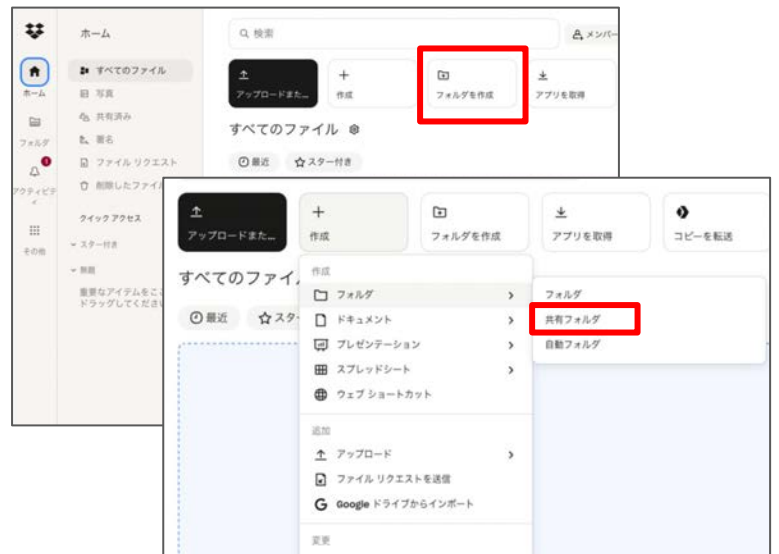 ホーム
検索
メンバー
ホーム
フォルダ
アクティビテ
ィ
その他
すべてのファイル
写真
共有済み
署名
ファイル リクエスト
削除したファイル
クイック アクセス
スター付き
無題
重要なアイテムをここ
ドラッグしてください
アップロードまた...
作成
フォルダを作成
アプリを取得
すべてのファイル
最近
スター付き
アップロードまた...
作成
フォルダを作成
アプリを取得
コピーを転送
すべてのファイ
最近
スター
作成
フォルダ
ドキュメント
プレゼンテーション
スプレッドシート
ウェブ ショートカット
追加
アップロード
ファイル リクエストを送信
Google ドライブからインポート
変更
フォルダ
共有フォルダ
自動フォルダ